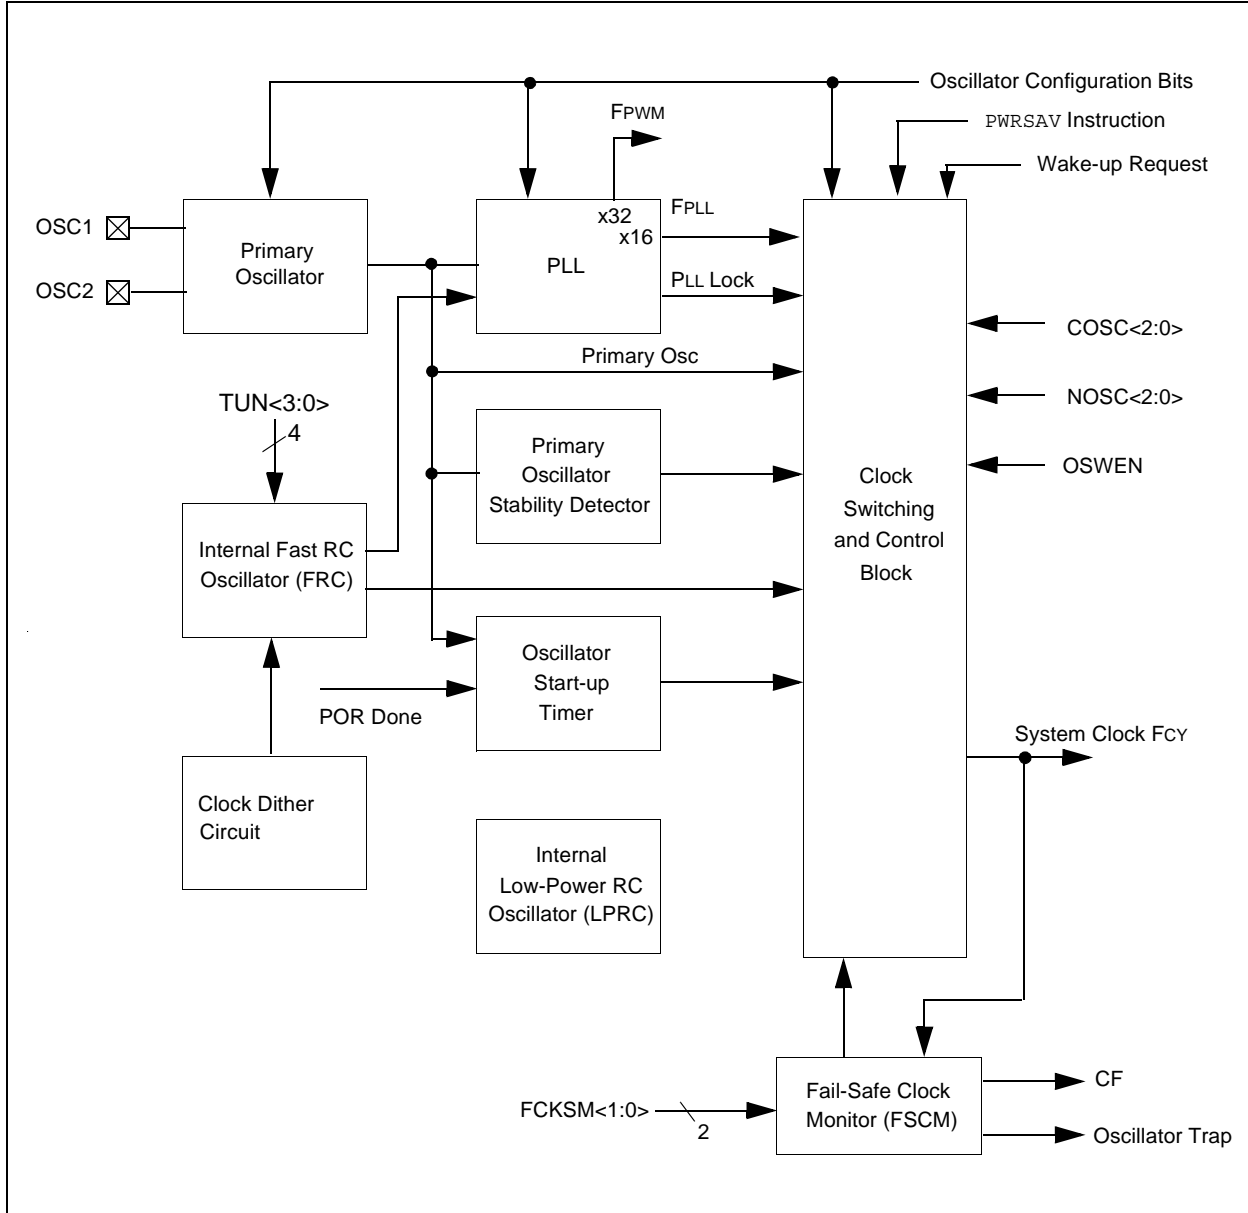 Oscillator Configuration Bits
FPWM
PWRSAV Instruction
Wake-up Request
OSC1
OSC2
Primary
Oscillator
x32
x16
PLL
FPLL
PLL Lock
COSC<2:0>
Primary Osc
NOSC<2:0>
TUN<3:0>
4
Primary
Oscillator
Stability Detector
OSWEN
Clock
Switching
and Control
Block
Internal Fast RC
Oscillator (FRC)
Oscillator
Start-up
Timer
POR Done
System Clock FCY
Clock Dither
Circuit
Internal
Low-Power RC
Oscillator (LPRC)
Fail-Safe Clock
Monitor (FSCM)
CF
FCKSM<1:0>
2
Oscillator Trap